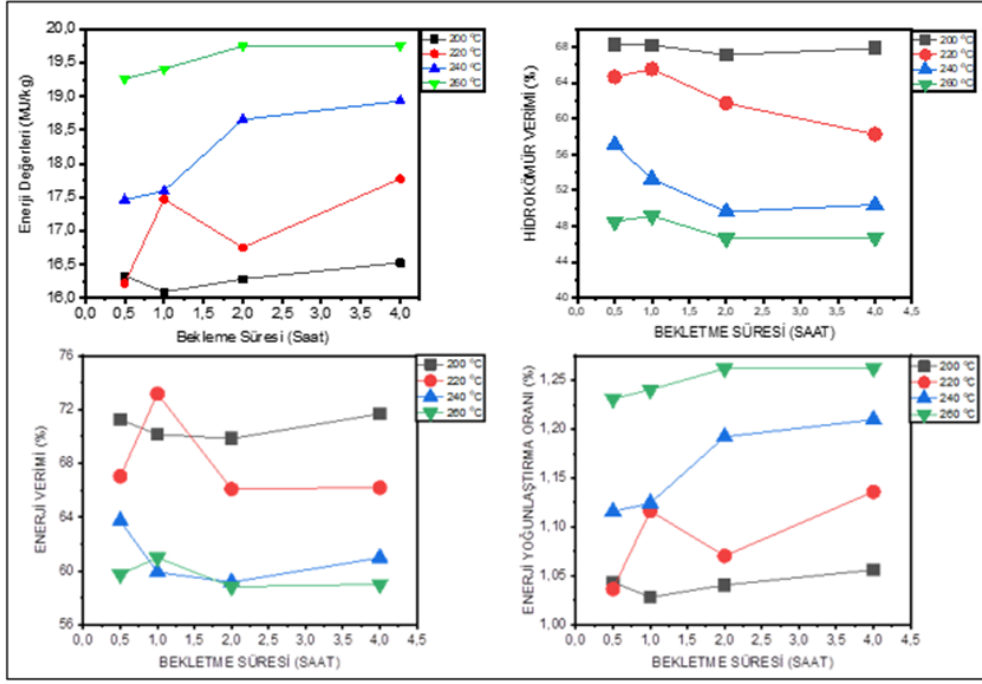 20,0
19,5
19,0
18,5
18,0
17,5
17,0
16,5
16,0
Enerji Değerleri (MJ/kg)
0,0 0,5 1,0 1,5 2,0 2,5 3,0 3,5 4,0
Bekleme Süresi (Saat)
200 °C
220 °C
240 °C
260 °C
68
64
60
56
52
48
44
40
HİDROKÖMÜR VERİMİ (%)
0,0 0,5 1,0 1,5 2,0 2,5 3,0 3,5 4,0 4,5
BEKLETME SÜRESİ (SAAT)
200 °C
220 °C
240 °C
260 °C
76
72
68
64
60
56
ENERJİ VERİMİ (%)
0,0 0,5 1,0 1,5 2,0 2,5 3,0 3,5 4,0 4,5
BEKLETME SÜRESİ (SAAT)
200 °C
220 °C
240 °C
260 °C
1,25
1,20
1,15
1,10
1,05
1,00
ENERJİ YOĞUNLAŞTIRMA ORANI (%)
0,0 0,5 1,0 1,5 2,0 2,5 3,0 3,5 4,0 4,5
BEKLETME SÜRESİ (SAAT)
200 °C
220 °C
240 °C
260 °C